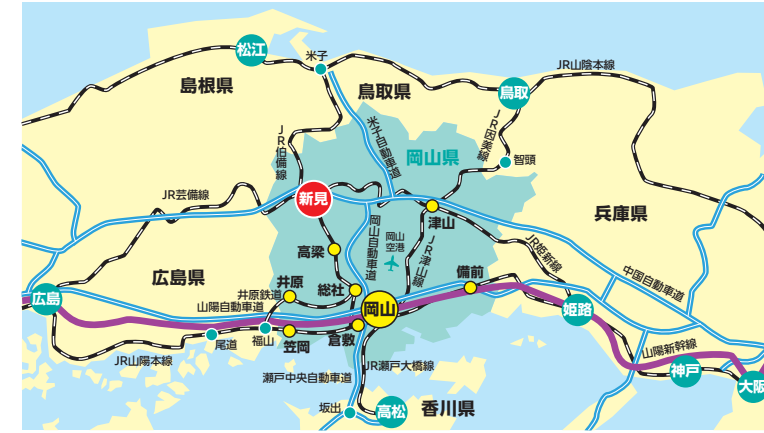 松江
米子
島根県
鳥取県
鳥取
JR山陰本線
JR因美線
智頭
米子自動車道
岡山県
JR伯備線
JR芸備線
新見
津山
兵庫県
岡山自動車道
岡山
空港
JR津山線
JR姫新線
高梁
広島県
備前
中国自動車道
井原
総社
井原鉄道
山陽自動車道
広島
岡山
姫路
福山
尾道
笠岡
倉敷
JR山陽本線
JR瀬戸大橋線
瀬戸中央自動車道
山陽新幹線
神戸
大阪
坂出
高松
香川県